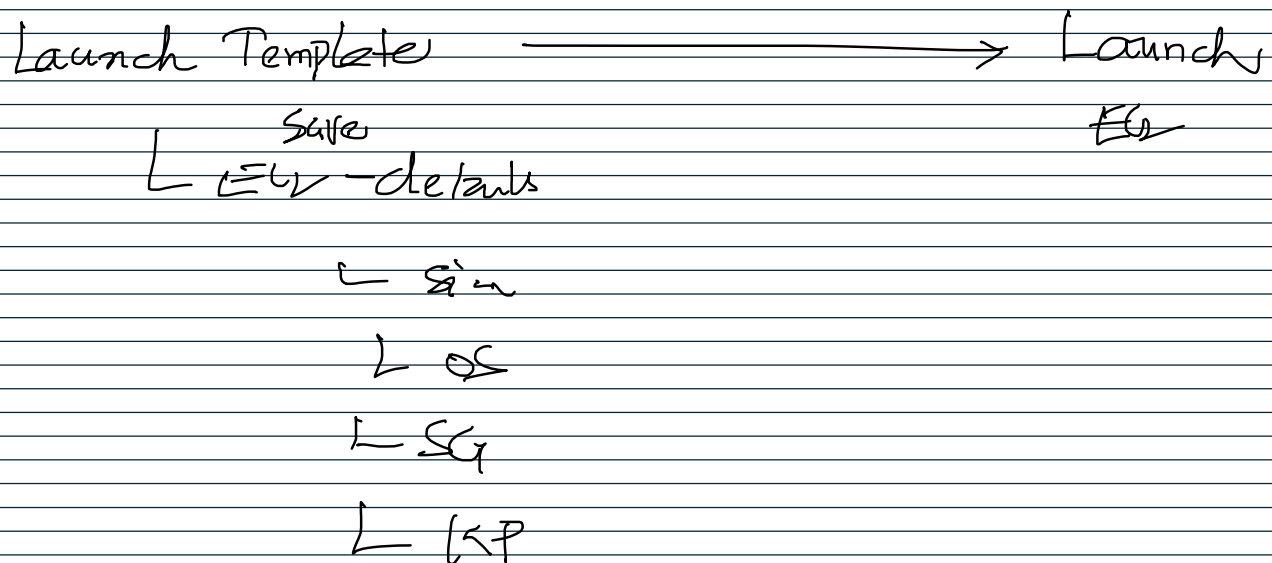 Launch Template → Launch
Save EC2
EC2 - details
Size
OS
SG
KP